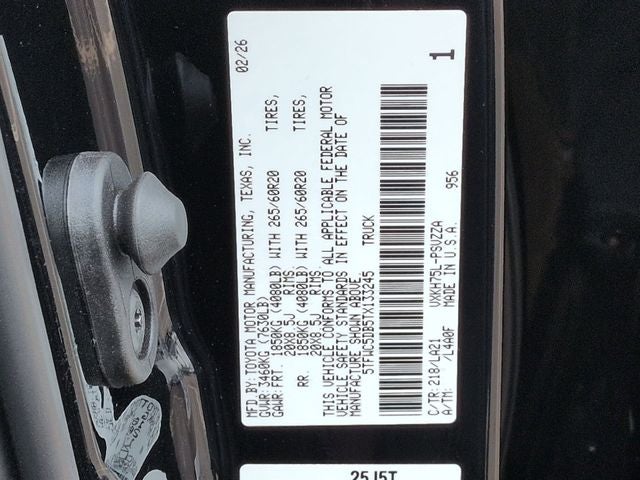 MFD.BY:TOYOTA MOTOR MANUFACTURING, TEXAS, INC. 02/26
GVWR:3460KG (7630LB)
GAWR:FRT. 1850KG (4080LB) WITH 265/60R20 TIRES,
20X8.5J RIMS,
RR. 1850KG (4080LB) WITH 265/60R20 TIRES,
20X8.5J RIMS.
THIS VEHICLE CONFORMS TO ALL APPLICABLE FEDERAL MOTOR
VEHICLE SAFETY STANDARDS IN EFFECT ON THE DATE OF
MANUFACTURE SHOWN ABOVE.
5TFWC5DB5TX133245 TRUCK
C/TR:218/LA21 VXKH75L-PSVZZA
A/TM: /L4A0F MADE IN U.S.A. 956
1
25J5T